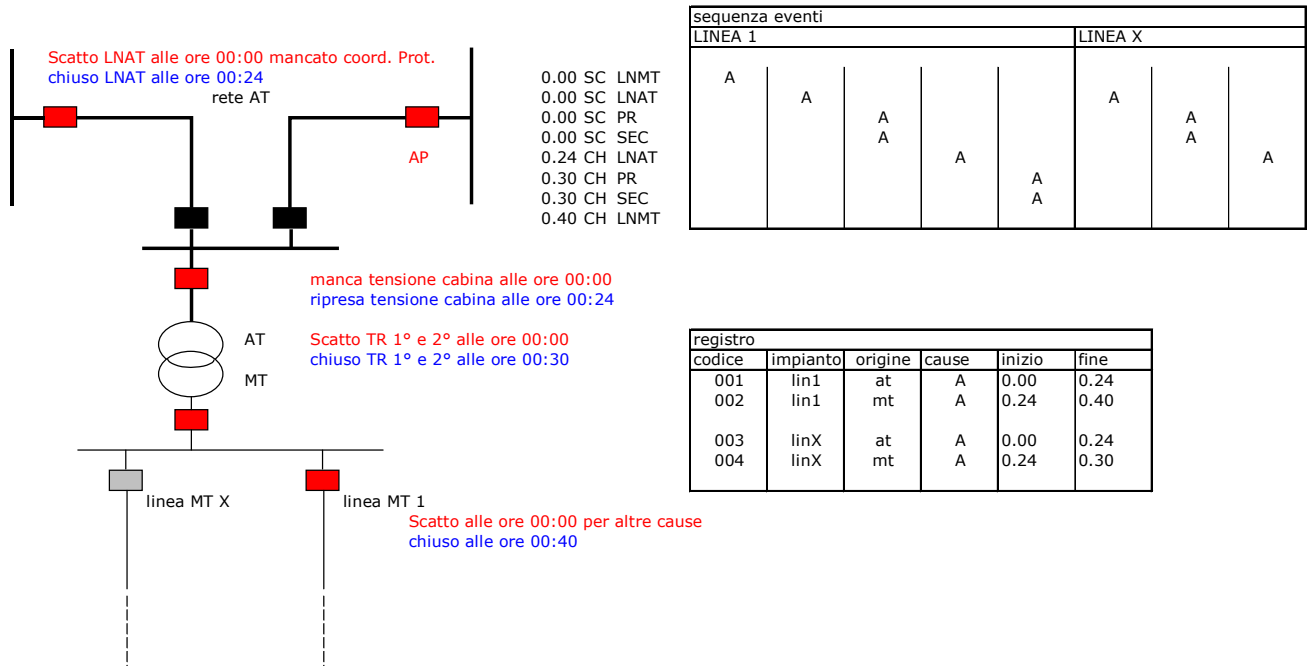 Scatto LNAT alle ore 00:00 mancato coord. Prot.
chiuso LNAT alle ore 00:24
rete AT
AP
manca tensione cabina alle ore 00:00
ripresa tensione cabina alle ore 00:24
AT
Scatto TR 1° e 2° alle ore 00:00
chiuso TR 1° e 2° alle ore 00:30
MT
linea MT X
linea MT 1
Scatto alle ore 00:00 per altre cause
chiuso alle ore 00:40
sequenza eventi
LINEA 1 LINEA X
0.00 SC LNMT A
0.00 SC LNAT A A
0.00 SC PR A A
0.00 SC SEC A A
0.24 CH LNAT A A
0.30 CH PR A
0.30 CH SEC A
0.40 CH LNMT
registro
codice impianto origine cause inizio fine
001 lin1 at A 0.00 0.24
002 lin1 mt A 0.24 0.40
003 linX at A 0.00 0.24
004 linX mt A 0.24 0.30